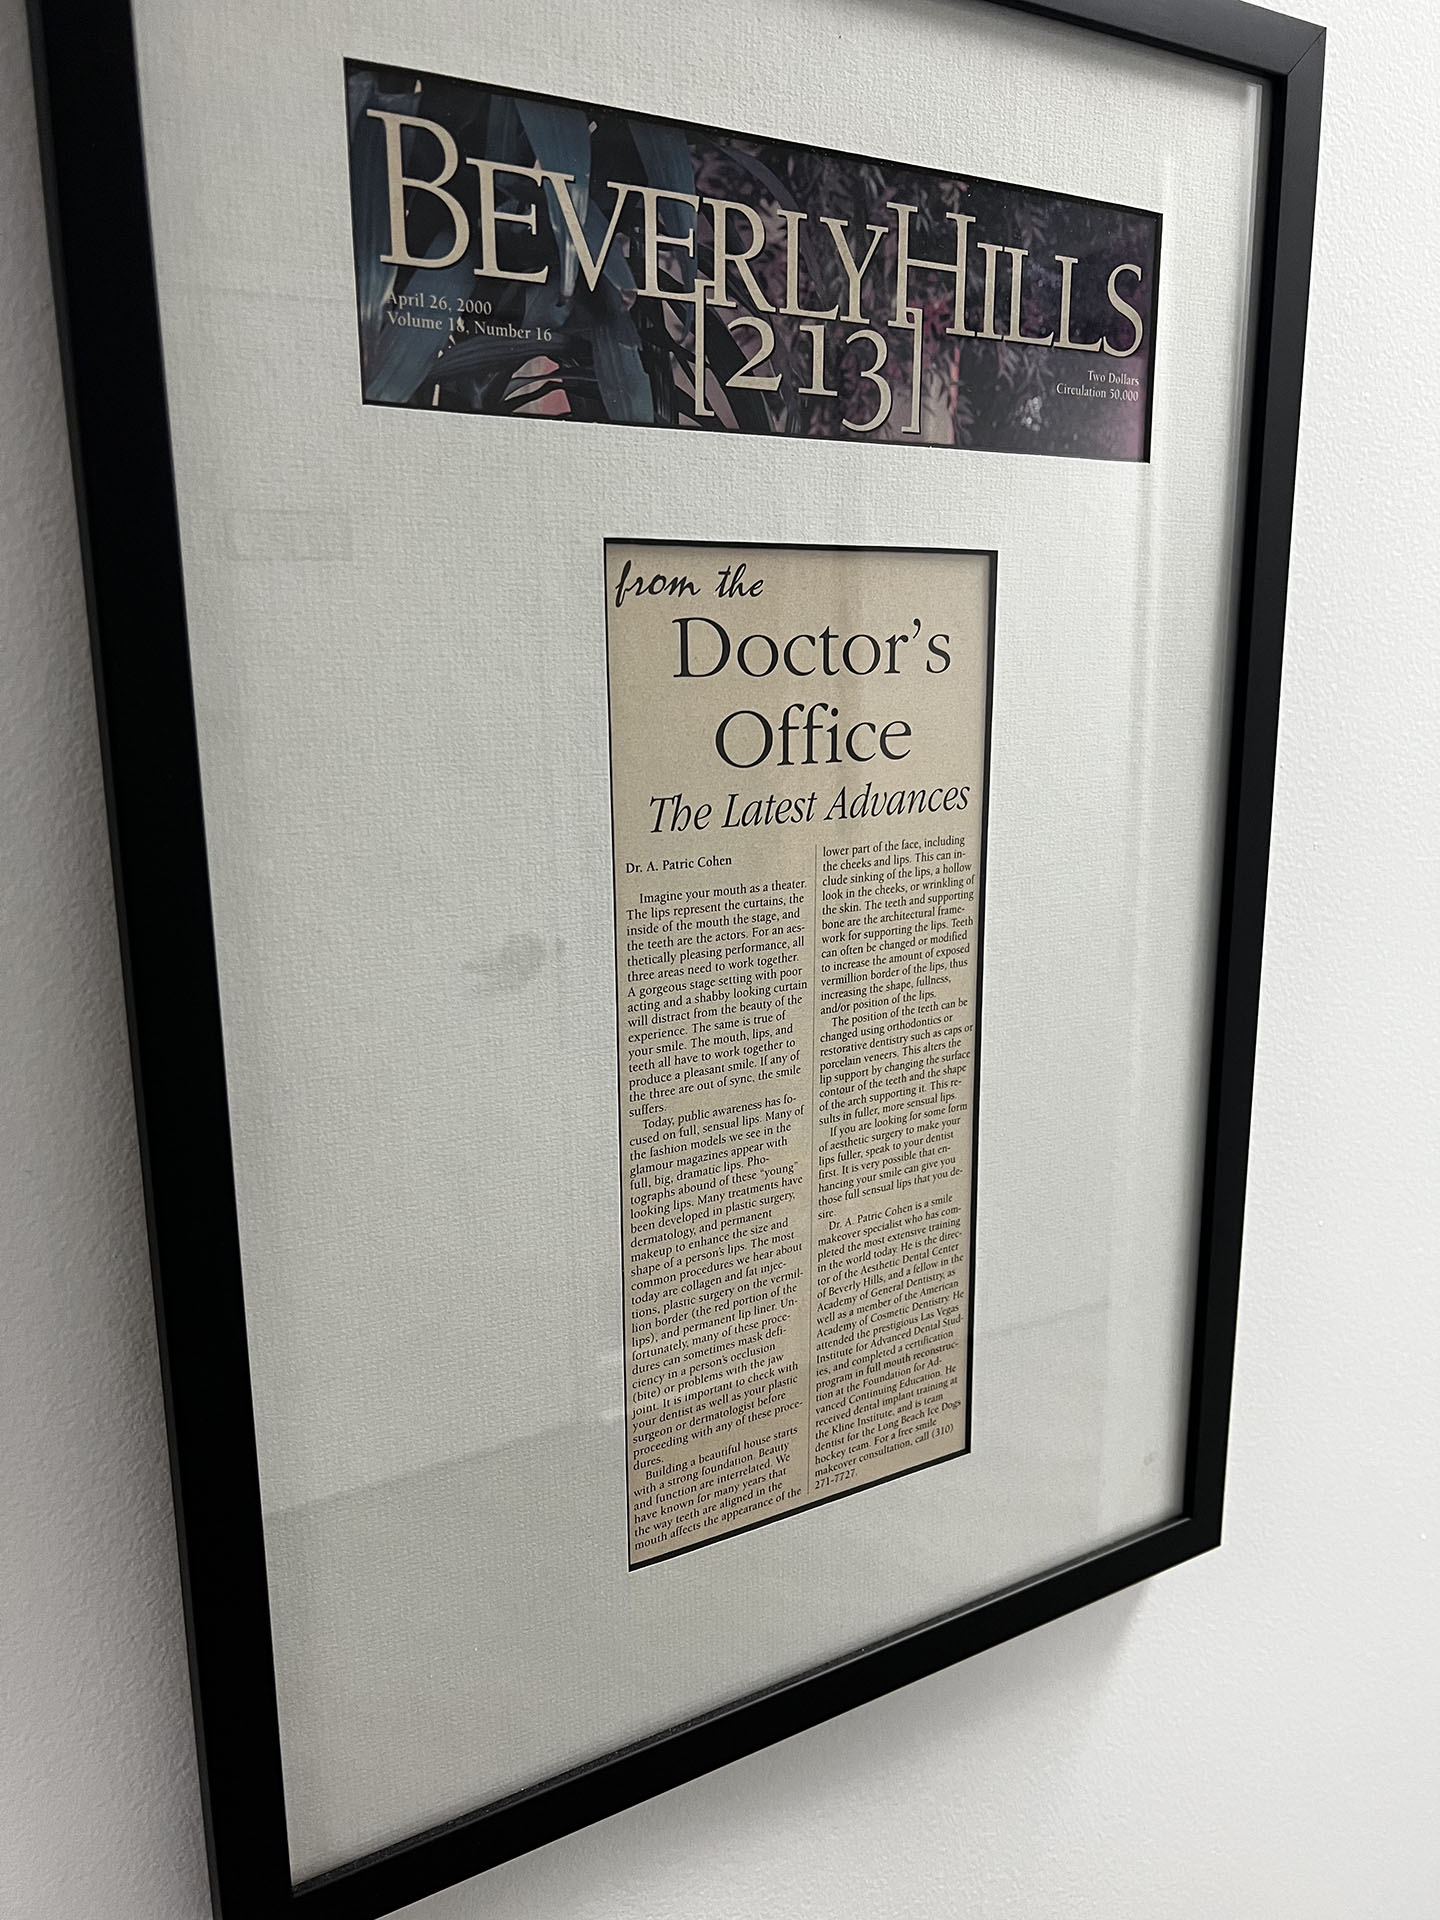 BEVERLYHILLS
[213]
April 26, 2000
Volume 18, Number 16
Two Dollars
Circulation 50,000
from the
Doctor's
Office
The Latest Advances
Dr. A. Patric Cohen
Imagine your mouth as a theater.
The lips represent the curtains, the
inside of the mouth the stage, and
the teeth are the actors. For an aes-
thetically pleasing performance, all
three areas need to work together.
A gorgeous stage setting with poor
acting and a shabby looking curtain
will distract from the beauty of the
experience. The same is true of
your smile. The mouth, lips, and
teeth all have to work together to
produce a pleasant smile. If any of
the three are out of sync, the smile
suffers.
Today, public awareness has fo-
cused on full, sensual lips. Many of
the fashion models we see in the
glamour magazines appear with
full, big, dramatic lips. Pho-
tographs abound of these "young"
looking lips. Many treatments have
been developed in plastic surgery,
dermatology, and permanent
makeup to enhance the size and
shape of a person's lips. The most
common procedures we hear about
today are collagen and fat injec-
tions, plastic surgery on the vermil-
lion border (the red portion of the
lips), and permanent lip liner. Un-
fortunately, many of these proce-
dures can sometimes mask defi-
ciency in a person's occlusion
(bite) or problems with the jaw
joint. It is important to check with
your dentist as well as your plastic
surgeon or dermatologist before
proceeding with any of these proce-
dures.
Building a beautiful house starts
with a strong foundation. Beauty
and function are interrelated. We
have known for many years that
the way teeth are aligned in the
mouth affects the appearance of the
lower part of the face, including
the cheeks and lips. This can in-
clude sinking of the lips, a hollow
look in the cheeks, or wrinkling of
the skin. The teeth and supporting
bone are the architectural frame-
work for supporting the lips. Teeth
can often be changed or modified
to increase the amount of exposed
vermillion border of the lips, thus
increasing the shape, fullness,
and/or position of the lips.
The position of the teeth can be
changed using orthodontics or
restorative dentistry such as caps or
porcelain veneers. This alters the
lip support by changing the surface
contour of the teeth and the shape
of the arch supporting it. This re-
sults in fuller, more sensual lips.
If you are looking for some form
of aesthetic surgery to make your
lips fuller, speak to your dentist
first. It is very possible that en-
hancing your smile can give you
those full sensual lips that you de-
sire.
Dr. A. Patric Cohen is a smile
makeover specialist who has com-
pleted the most extensive training
in the world today. He is the direc-
tor of the Aesthetic Dental Center
of Beverly Hills, and a fellow in the
Academy of General Dentistry, as
well as a member of the American
Academy of Cosmetic Dentistry. He
attended the prestigious Las Vegas
Institute for Advanced Dental Stud-
ies, and completed a certification
program in full mouth reconstruc-
tion at the Foundation for Ad-
vanced Continuing Education. He
received dental implant training at
the Kline Institute, and is team
dentist for the Long Beach Ice Dogs
hockey team. For a free smile
makeover consultation, call (310)
271-7727.